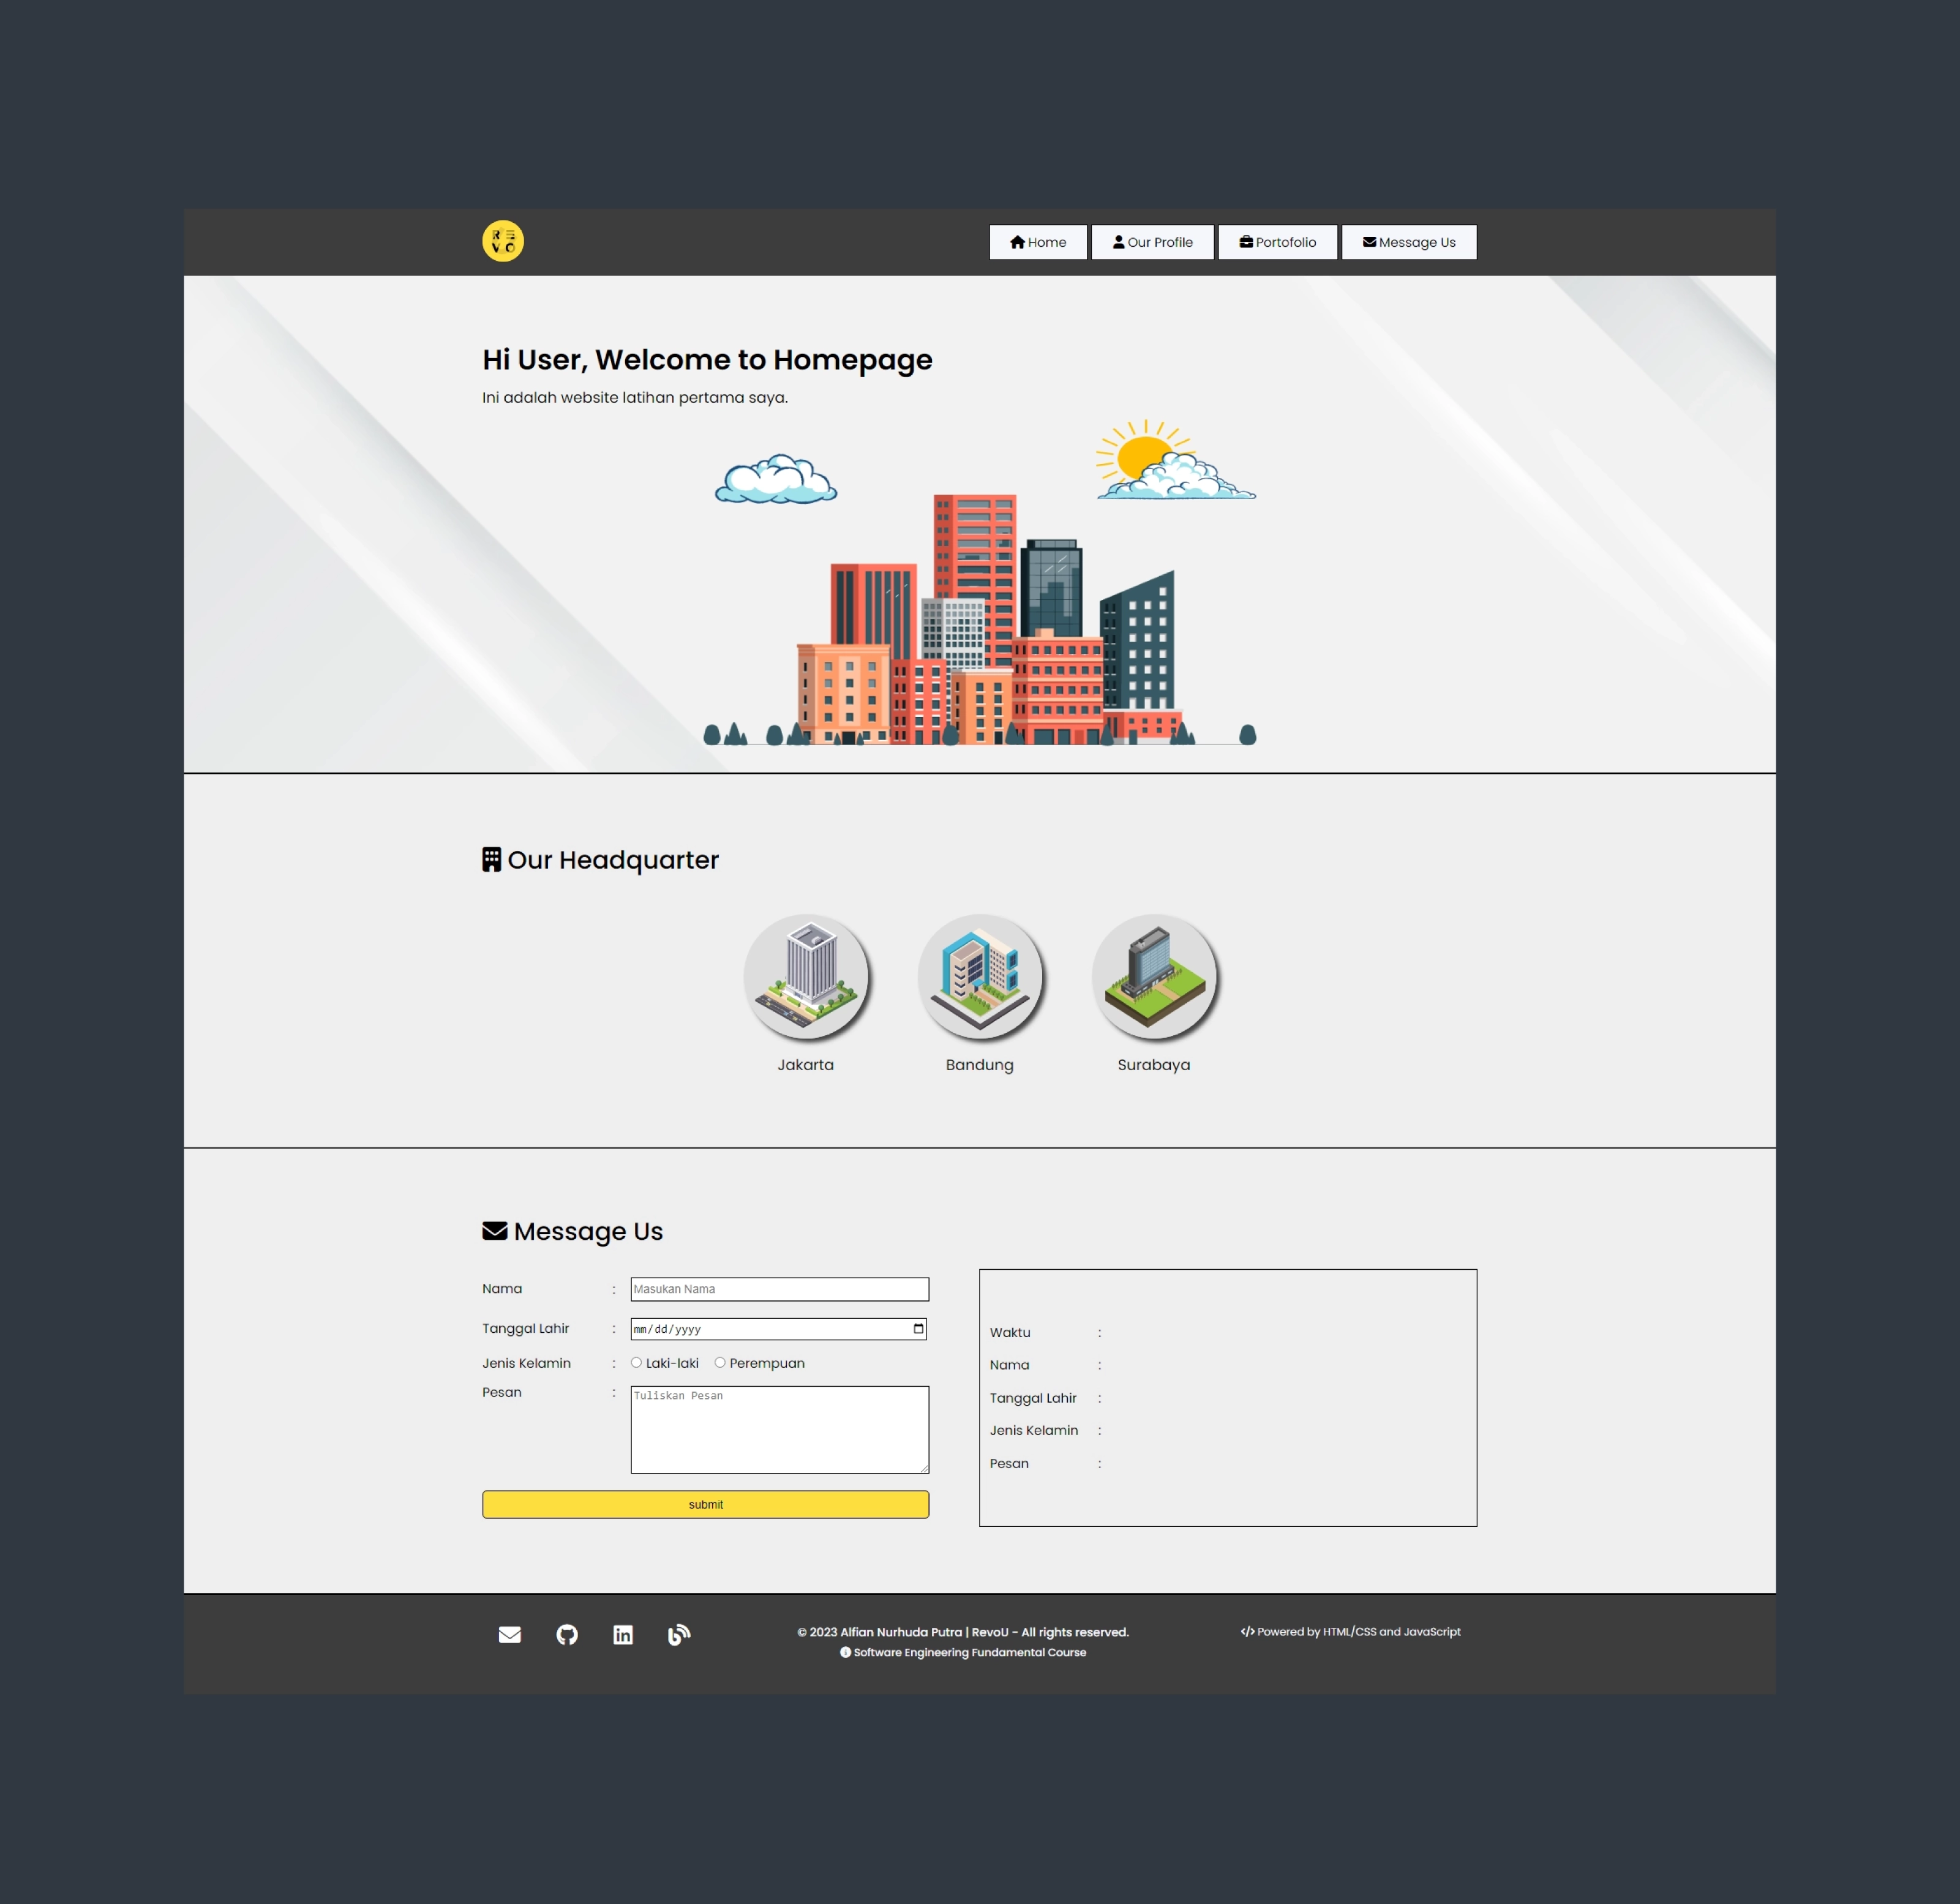 REVO
Home
Our Profile
Portofolio
Message Us
Hi User, Welcome to Homepage
Ini adalah website latihan pertama saya.
Our Headquarter
Jakarta
Bandung
Surabaya
Message Us
Nama : Masukan Nama
Tanggal Lahir : mm/dd/yyyy
Jenis Kelamin : Laki-laki Perempuan
Pesan : Tuliskan Pesan
submit
Waktu :
Nama :
Tanggal Lahir :
Jenis Kelamin :
Pesan :
in
© 2023 Alfian Nurhuda Putra | RevoU - All rights reserved.
Software Engineering Fundamental Course
</> Powered by HTML/CSS and JavaScript